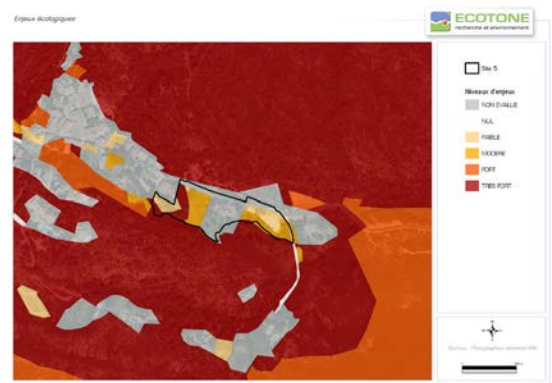 Enjeux écologiques
ECOTONE
recherche et environnement
Site 5
Niveaux d'enjeux
NON EVALUE
NUL
FAIBLE
MODERE
FORT
TRES FORT